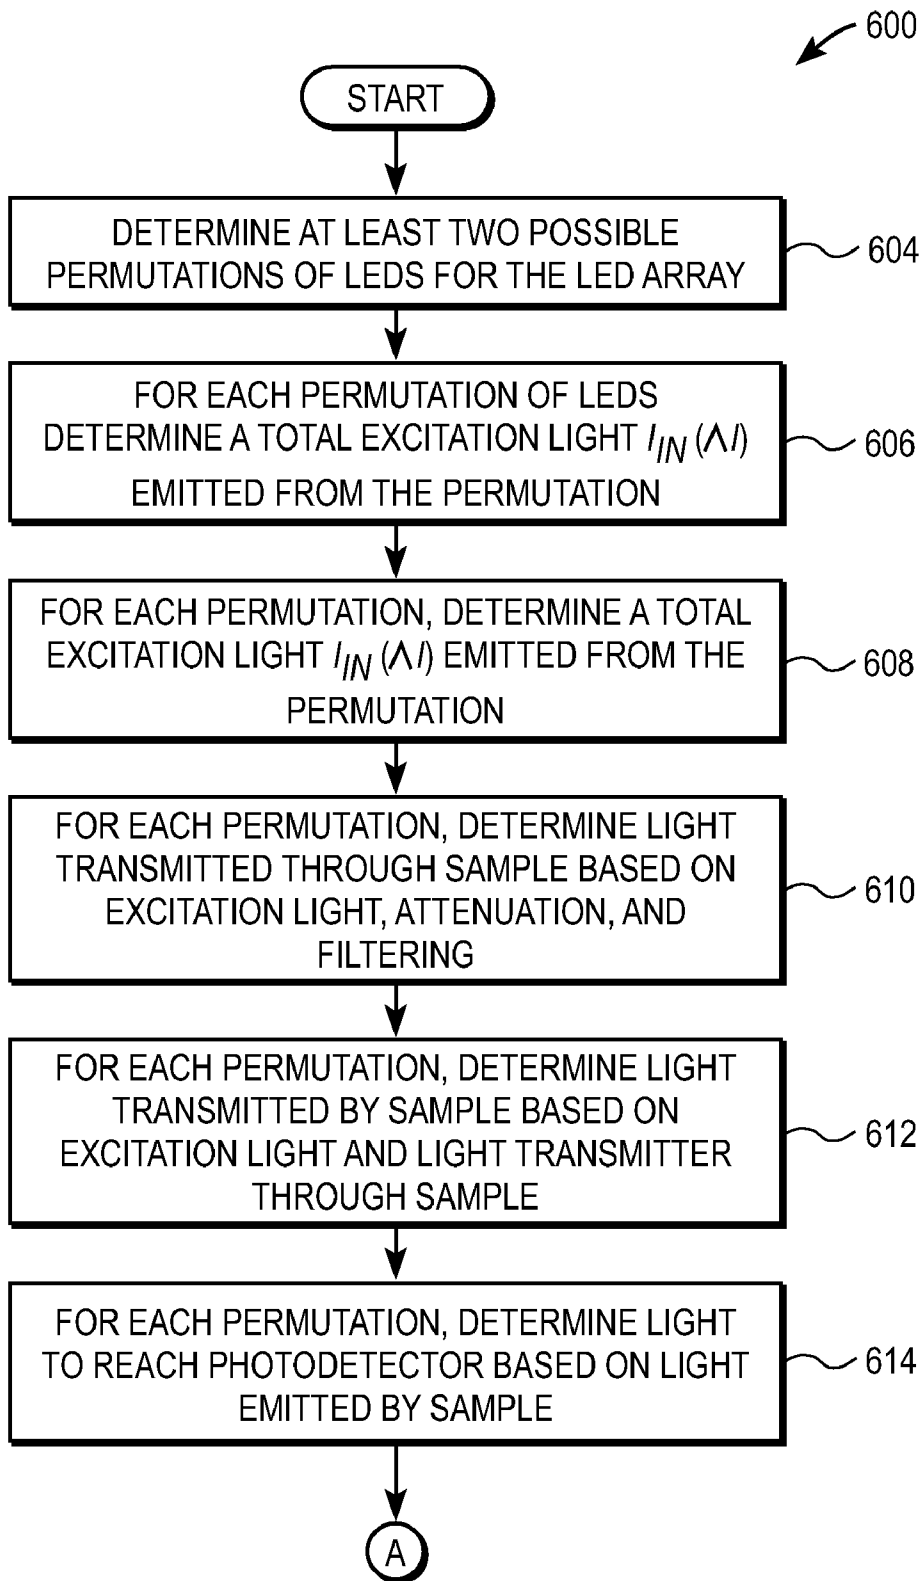 600
START
DETERMINE AT LEAST TWO POSSIBLE
PERMUTATIONS OF LEDS FOR THE LED ARRAY
604
FOR EACH PERMUTATION OF LEDS
DETERMINE A TOTAL EXCITATION LIGHT I_IN (ΛI)
EMITTED FROM THE PERMUTATION
606
FOR EACH PERMUTATION, DETERMINE A TOTAL
EXCITATION LIGHT I_IN (ΛI) EMITTED FROM THE
PERMUTATION
608
FOR EACH PERMUTATION, DETERMINE LIGHT
TRANSMITTED THROUGH SAMPLE BASED ON
EXCITATION LIGHT, ATTENUATION, AND
FILTERING
610
FOR EACH PERMUTATION, DETERMINE LIGHT
TRANSMITTED BY SAMPLE BASED ON
EXCITATION LIGHT AND LIGHT TRANSMITTER
THROUGH SAMPLE
612
FOR EACH PERMUTATION, DETERMINE LIGHT
TO REACH PHOTODETECTOR BASED ON LIGHT
EMITTED BY SAMPLE
614
A